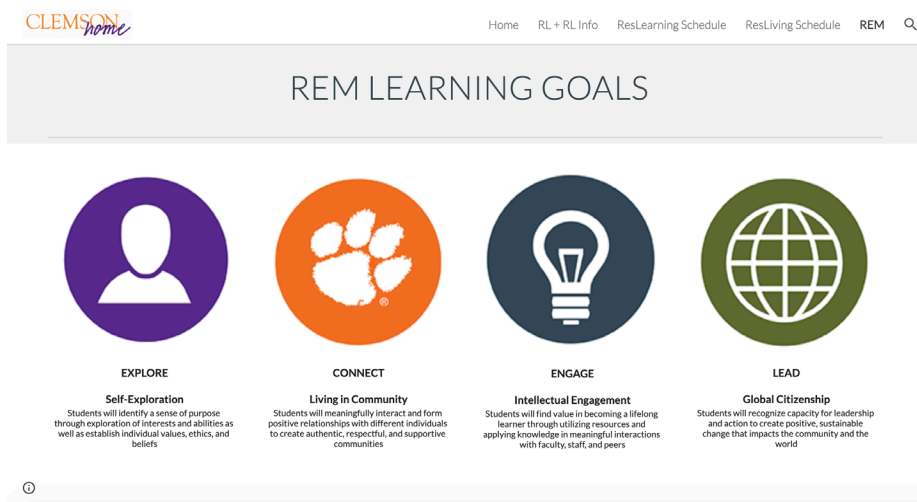 CLEMSON
home
Home RL + RL Info ResLearning Schedule ResLiving Schedule REM
REM LEARNING GOALS
EXPLORE
Self-Exploration
Students will identify a sense of purpose
through exploration of interests and abilities as
well as establish individual values, ethics, and
beliefs
CONNECT
Living in Community
Students will meaningfully interact and form
positive relationships with different individuals
to create authentic, respectful, and supportive
communities
ENGAGE
Intellectual Engagement
Students will find value in becoming a lifelong
learner through utilizing resources and
applying knowledge in meaningful interactions
with faculty, staff, and peers
LEAD
Global Citizenship
Students will recognize capacity for leadership
and action to create positive, sustainable
change that impacts the community and the
world